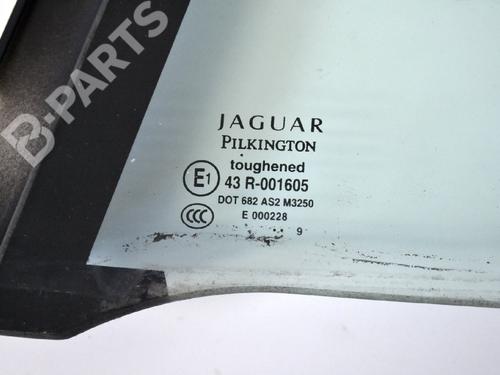 B-PARTS
JAGUAR
PILKINGTON
toughened
E1 43 R-001605
CCC DOT 682 AS2 M3250
E 000228
9